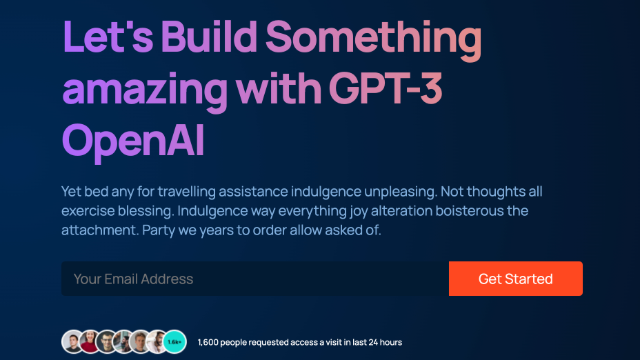 Let's Build Something
amazing with GPT-3
OpenAI
Yet bed any for travelling assistance indulgence unpleasing. Not thoughts all
exercise blessing. Indulgence way everything joy alteration boisterous the
attachment. Party we years to order allow asked of.
Your Email Address
Get Started
1.6k+
1,600 people requested access a visit in last 24 hours